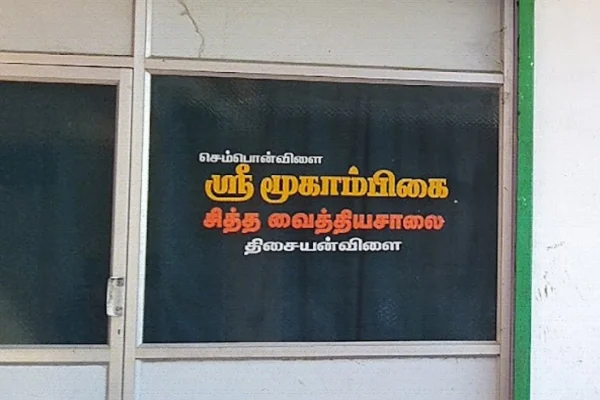 செம்பொன்விளை
ஸ்ரீ மூகாம்பிகை
சித்த வைத்தியசாலை
திசையன்விளை